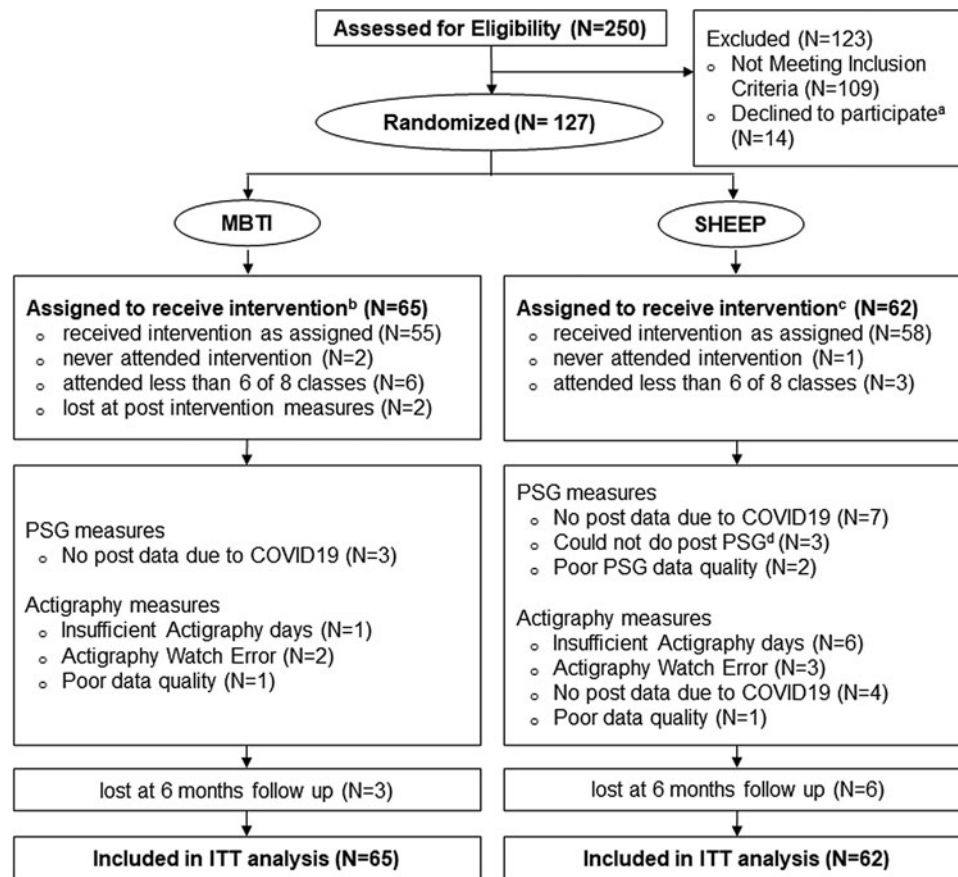 Assessed for Eligibility (N=250)
Excluded (N=123)
o Not Meeting Inclusion
Criteria (N=109)
o Declined to participateᵃ
(N=14)
Randomized (N= 127)
MBTI
SHEEP
Assigned to receive interventionᵇ (N=65)
o received intervention as assigned (N=55)
o never attended intervention (N=2)
o attended less than 6 of 8 classes (N=6)
o lost at post intervention measures (N=2)
Assigned to receive interventionᶜ (N=62)
o received intervention as assigned (N=58)
o never attended intervention (N=1)
o attended less than 6 of 8 classes (N=3)
PSG measures
o No post data due to COVID19 (N=3)
Actigraphy measures
o Insufficient Actigraphy days (N=1)
o Actigraphy Watch Error (N=2)
o Poor data quality (N=1)
PSG measures
o No post data due to COVID19 (N=7)
o Could not do post PSGᵈ (N=3)
o Poor PSG data quality (N=2)
Actigraphy measures
o Insufficient Actigraphy days (N=6)
o Actigraphy Watch Error (N=3)
o No post data due to COVID19 (N=4)
o Poor data quality (N=1)
lost at 6 months follow up (N=3)
lost at 6 months follow up (N=6)
Included in ITT analysis (N=65)
Included in ITT analysis (N=62)